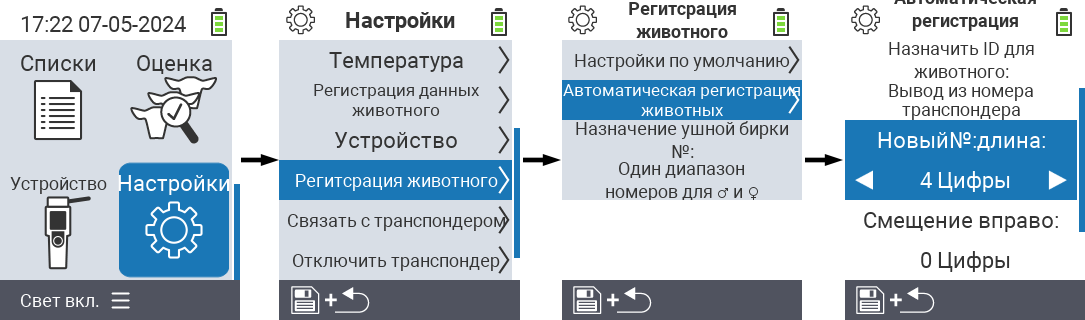 17:22 07-05-2024
Списки
Оценка
Устройство
Настройки
Свет вкл.
Настройки
Температура
Регистрация данных
животного
Устройство
Регитсрация животного
Связать с транспондером
Отключить транспондер
Регитсрация
животного
Настройки по умолчанию
Автоматическая регистрация
животных
Назначение ушной бирки
№:
Один диапазон
номеров для ♂ и ♀
Автоматическая
регистрация
Назначить ID для
животного:
Вывод из номера
транспондера
Новый№:длина:
4 Цифры
Смещение вправо:
0 Цифры